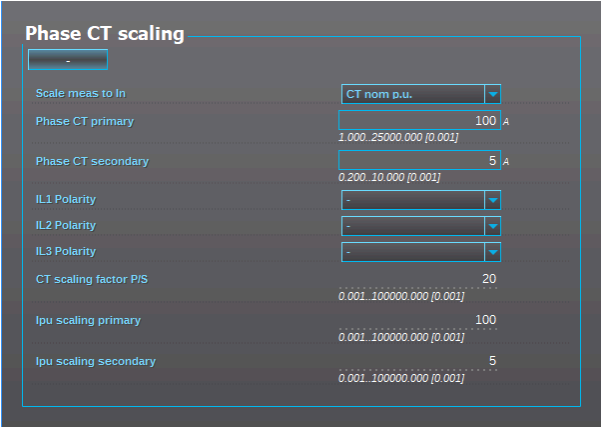 Phase CT scaling
-
Scale meas to In CT nom p.u.
Phase CT primary 100 A
1.000..25000.000 [0.001]
Phase CT secondary 5 A
0.200..10.000 [0.001]
IL1 Polarity -
IL2 Polarity -
IL3 Polarity -
CT scaling factor P/S 20
0.001..100000.000 [0.001]
Ipu scaling primary 100
0.001..100000.000 [0.001]
Ipu scaling secondary 5
0.001..100000.000 [0.001]